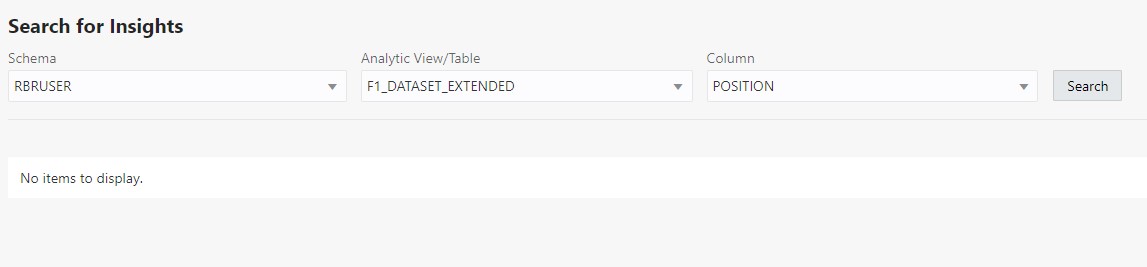 Search for Insights
Schema Analytic View/Table Column
RBRUSER F1_DATASET_EXTENDED POSITION Search
No items to display.